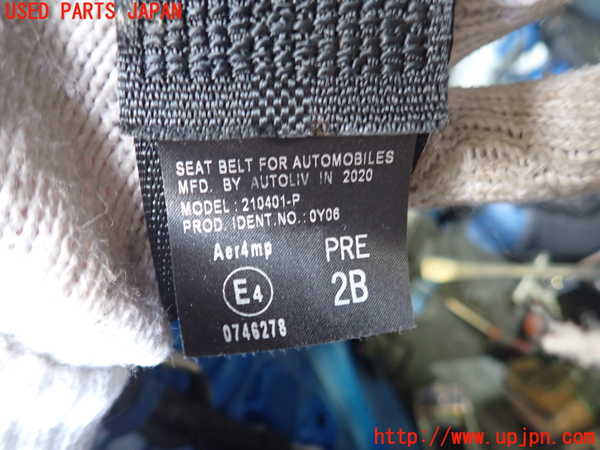 USED PARTS JAPAN
SEAT BELT FOR AUTOMOBILES
MFD. BY AUTOLIV IN 2020
MODEL:210401-P
PROD. IDENT.NO.:0Y06
Aer4mp
PRE
E4
2B
0746278
http://www.upjpn.com/